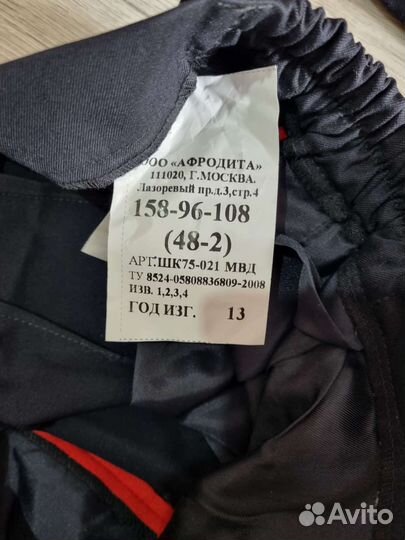 ООО «АФРОДИТА»
111020, Г.МОСКВА.
Лазоревый пр.д.3,стр.4
158-96-108
(48-2)
АРТ.ШК75-021 МВД
ТУ 8524-05808836809-2008
ИЗВ. 1,2,3,4
ГОД ИЗГ. 13
Avito